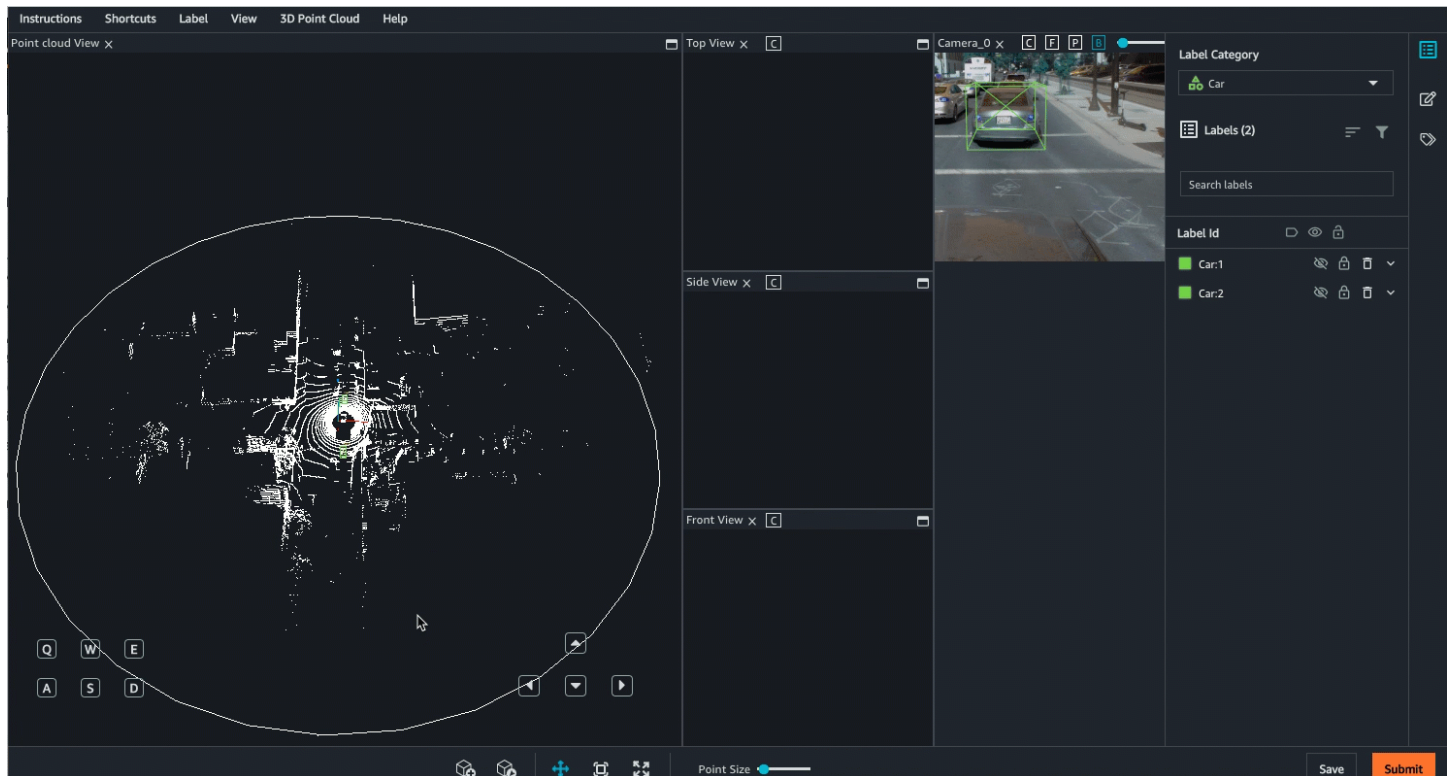 Instructions Shortcuts Label View 3D Point Cloud Help
Point cloud View X
Top View X C
Camera_0 X C F P B
Label Category
Car
Labels (2)
Search labels
Label Id
Car:1
Car:2
Side View X C
Front View X C
Q W E
A S D
Point Size
Save Submit